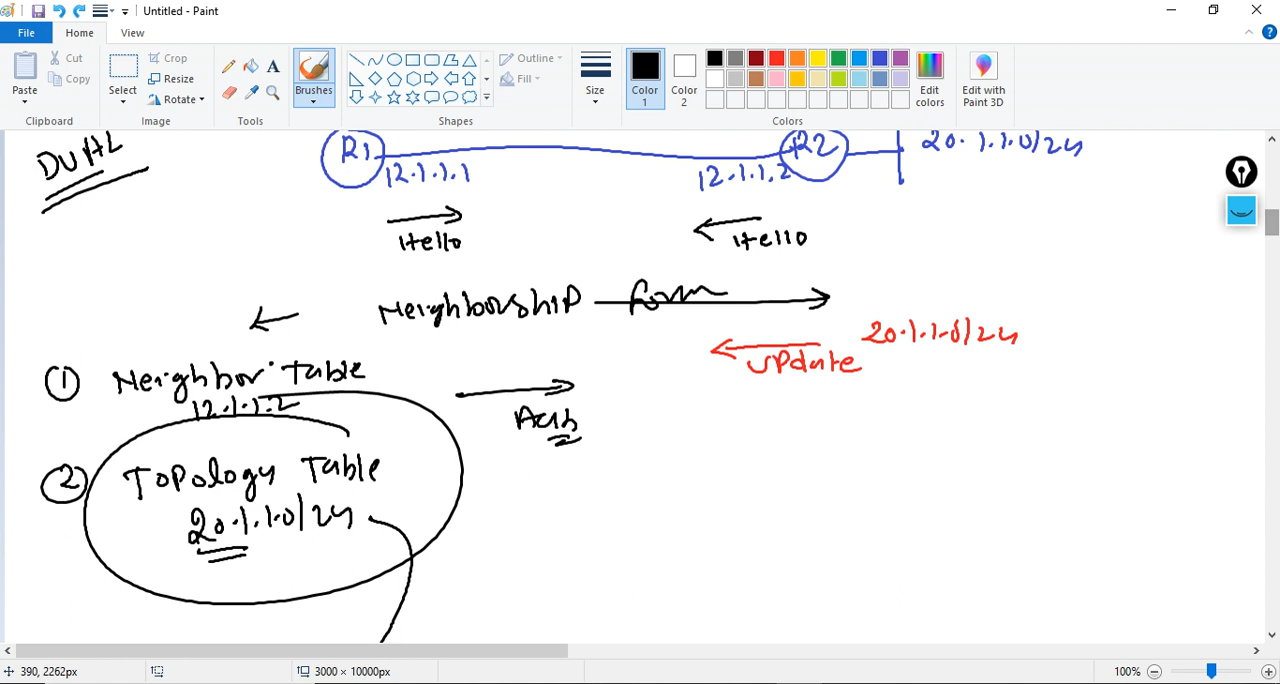 Untitled - Paint
File Home View
Paste
Cut
Copy
Clipboard
Select
Crop
Resize
Rotate
Image
A
Tools
Brushes
Outline
Fill
Shapes
Size
Color 1
Color 2
Edit colors
Edit with Paint 3D
Colors
DUAL
R1
R2
20.1.1.0/24
12.1.1.1
12.1.1.2
Hello
Hello
Neighborship form
20.1.1.0/24
update
1 Neighbor Table
12.1.1.2
Ack
2 Topology Table
20.1.1.0/24
390, 2262px
3000 × 10000px
100%